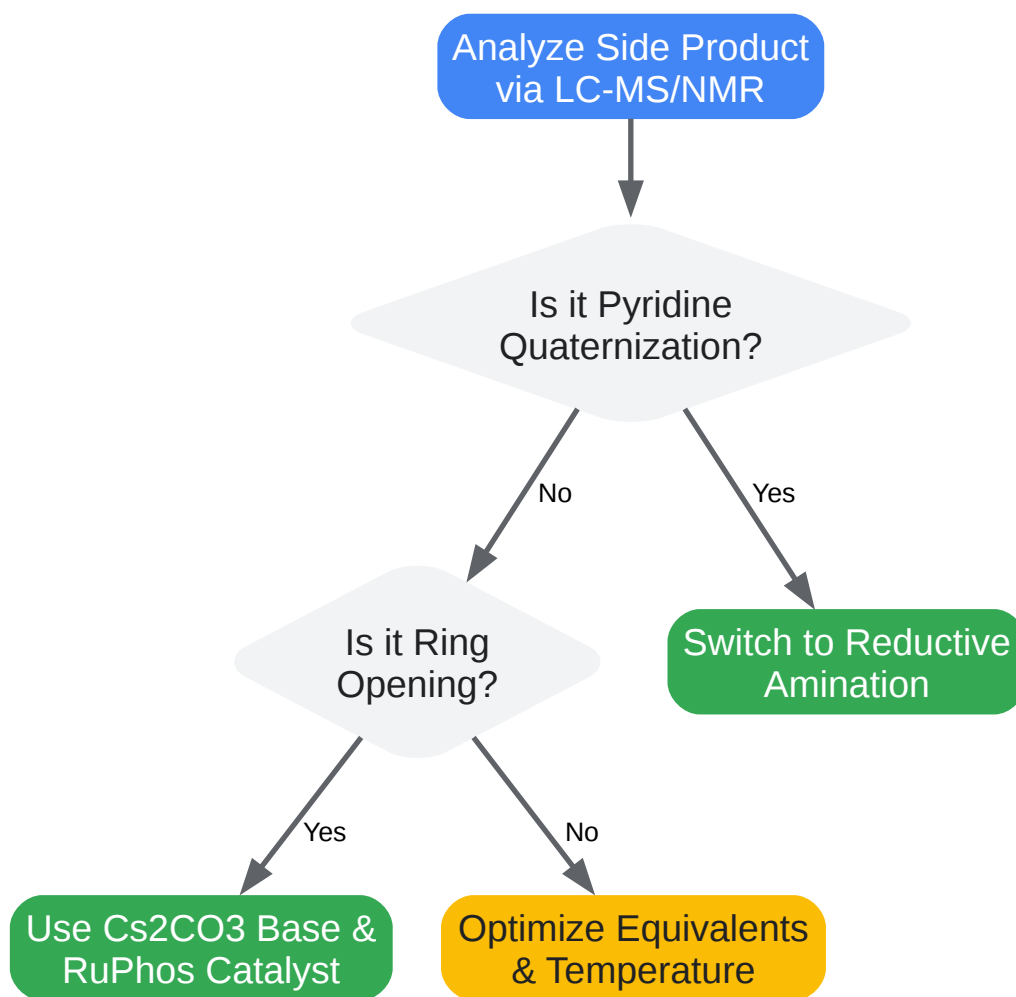 Analyze Side Product
via LC-MS/NMR
Is it Pyridine
Quaternization?
No
Yes
Is it Ring
Opening?
Switch to Reductive
Amination
Yes
No
Use Cs2CO3 Base &
RuPhos Catalyst
Optimize Equivalents
& Temperature